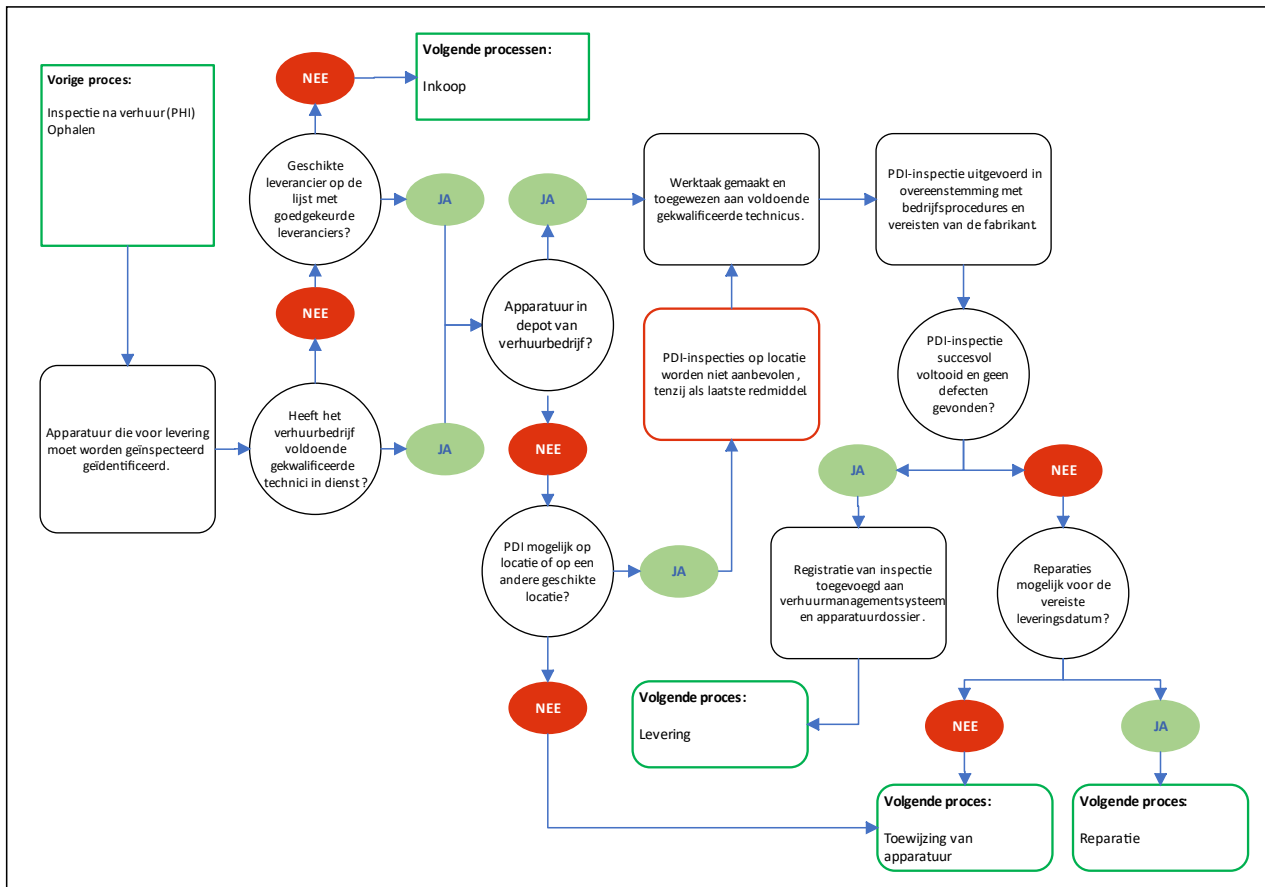 Vorige proces:
Inspectie na verhuur (PHI)
Ophalen
NEE
Volgende processen:
Inkoop
Geschikte
leverancier op de
lijst met
goedgekeurde
leveranciers?
JA
NEE
Apparatuur die voor levering
moet worden geïnspecteerd
geïdentificeerd.
Heeft het
verhuurbedrijf
voldoende
gekwalificeerde
technici in dienst?
JA
JA
Apparatuur in
depot van
verhuurbedrijf?
NEE
PDI mogelijk op
locatie of op een
andere geschikte
locatie?
JA
NEE
Werktaak gemaakt en
toegewezen aan voldoende
gekwalificeerde technicus.
PDI-inspecties op locatie
worden niet aanbevolen,
tenzij als laatste redmiddel
PDI-inspectie uitgevoerd in
overeenstemming met
bedrijfsprocedures en
vereisten van de fabrikant.
PDI-inspectie
succesvol
voltooid en geen
defecten
gevonden?
JA
NEE
Registratie van inspectie
toegevoegd aan
verhuurmanagementsysteem
en apparatuurdossier.
Reparaties
mogelijk voor de
vereiste
leveringsdatum?
Volgende proces:
Levering
NEE
JA
Volgende proces:
Toewijzing van
apparatuur
Volgende proces:
Reparatie